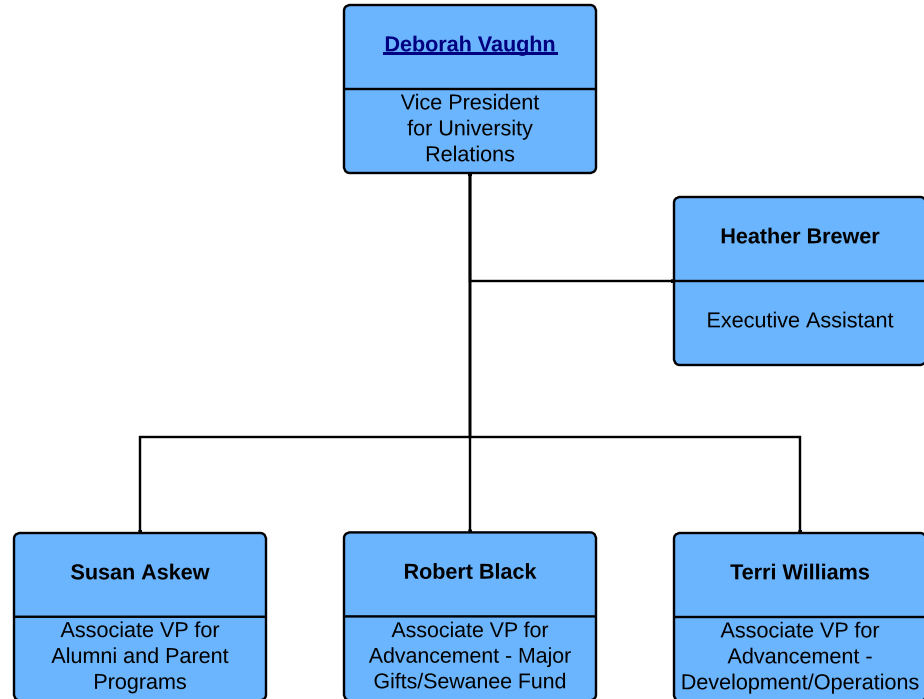 Deborah Vaughn
Vice President
for University
Relations
Heather Brewer
Executive Assistant
Susan Askew
Associate VP for
Alumni and Parent
Programs
Robert Black
Associate VP for
Advancement - Major
Gifts/Sewanee Fund
Terri Williams
Associate VP for
Advancement -
Development/Operations